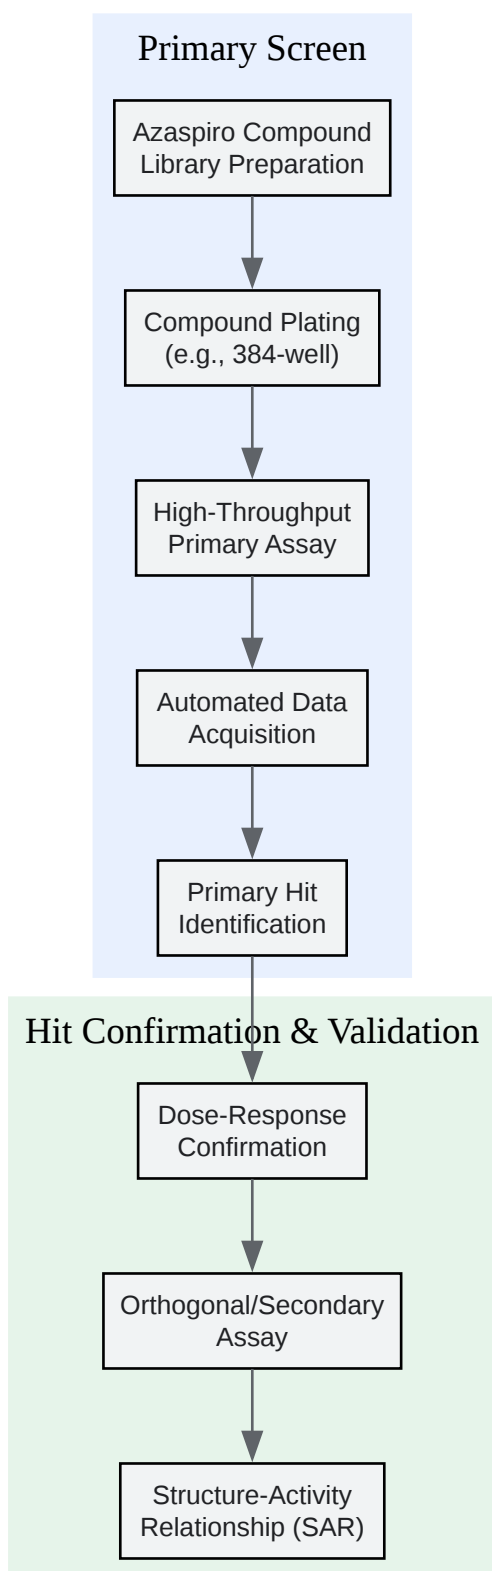 Primary Screen
Azaspiro Compound
Library Preparation
Compound Plating
(e.g., 384-well)
High-Throughput
Primary Assay
Automated Data
Acquisition
Primary Hit
Identification
Hit Confirmation & Validation
Dose-Response
Confirmation
Orthogonal/Secondary
Assay
Structure-Activity
Relationship (SAR)